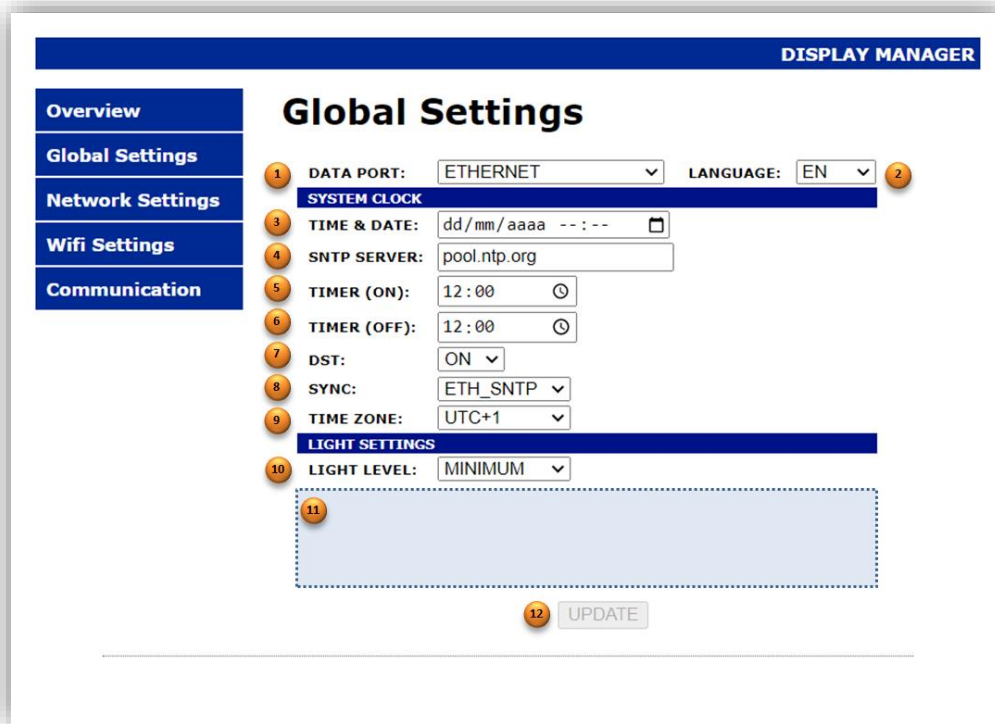 DISPLAY MANAGER
Overview
Global Settings
Network Settings
Wifi Settings
Communication
Global Settings
1 DATA PORT: ETHERNET LANGUAGE: EN 2
SYSTEM CLOCK
3 TIME & DATE: dd/mm/aaaa --:--
4 SNTP SERVER: pool.ntp.org
5 TIMER (ON): 12:00
6 TIMER (OFF): 12:00
7 DST: ON
8 SYNC: ETH_SNTP
9 TIME ZONE: UTC+1
LIGHT SETTINGS
10 LIGHT LEVEL: MINIMUM
11
12 UPDATE